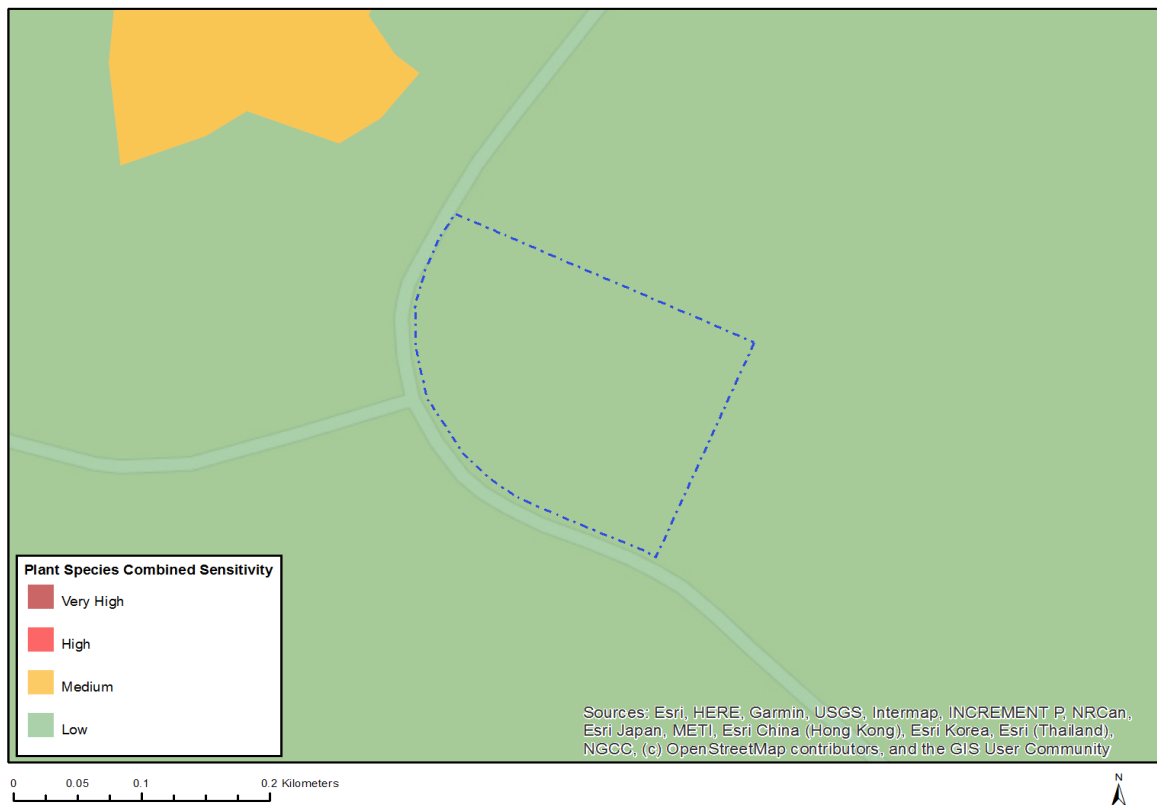 Plant Species Combined Sensitivity
Very High
High
Medium
Low
Sources: Esri, HERE, Garmin, USGS, Intermap, INCREMENT P, NRCan,
Esri Japan, METI, Esri China (Hong Kong), Esri Korea, Esri (Thailand),
NGCC, (c) OpenStreetMap contributors, and the GIS User Community
0 0.05 0.1 0.2 Kilometers
N